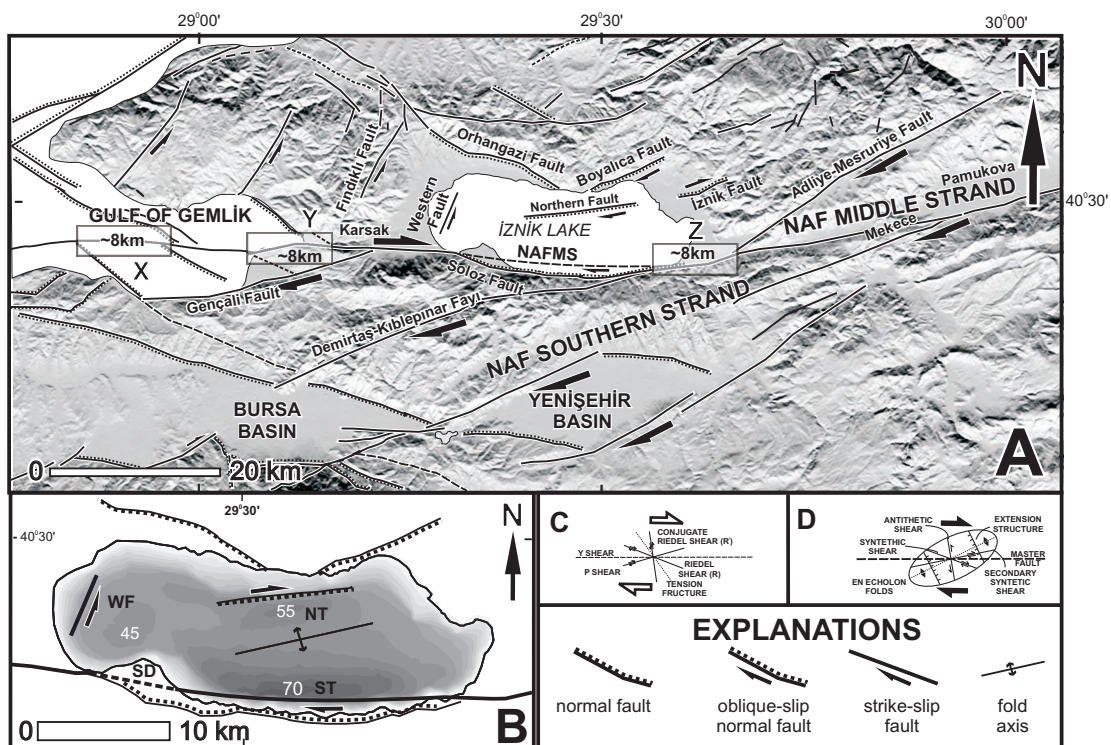 29°00' 29°30' 30°00'
N
40°30'
GULF OF GEMLİK
~8km
X
Y
~8km
Z
~8km
Fındıklı Fault
Orhangazi Fault
Boyalıca Fault
İznik Fault
Adliye-Mesruriye Fault
Pamukova
NAF MIDDLE STRAND
Mekece
Western
Fault
Northern Fault
İZNİK LAKE
NAFMS
Karsak
Söloz Fault
Gençali Fault
Demirtaş-Kıblepınar Fayı
NAF SOUTHERN STRAND
BURSA
BASIN
YENİŞEHİR
BASIN
0 20 km
A
29°30'
40°30'
N
WF
45
55
NT
SD
70 ST
0 10 km
B
C
CONJUGATE
RIEDEL SHEAR (R')
Y SHEAR
P SHEAR
RIEDEL
SHEAR (R)
TENSION
FRUCTURE
D
ANTITHETIC
SHEAR
EXTENSION
STRUCTURE
SYNTETHIC
SHEAR
MASTER
FAULT
EN ECHOLON
FOLDS
SECONDARY
SYNTETIC
SHEAR
EXPLANATIONS
normal fault
oblique-slip
normal fault
strike-slip
fault
fold
axis